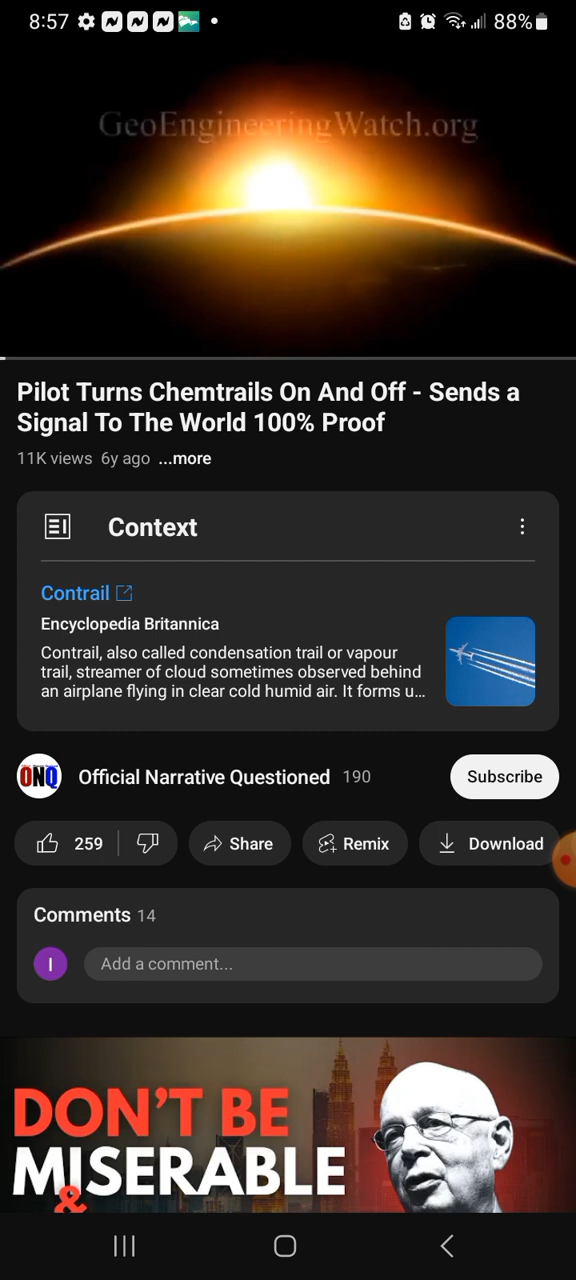 8:57
88%
GeoEngineeringWatch.org
Pilot Turns Chemtrails On And Off - Sends a
Signal To The World 100% Proof
11K views 6y ago ...more
Context
Contrail
Encyclopedia Britannica
Contrail, also called condensation trail or vapour
trail, streamer of cloud sometimes observed behind
an airplane flying in clear cold humid air. It forms u...
ONQ
Official Narrative Questioned 190
Subscribe
259
Share
Remix
Download
Comments 14
I
Add a comment...
DON'T BE
MISERABLE
&